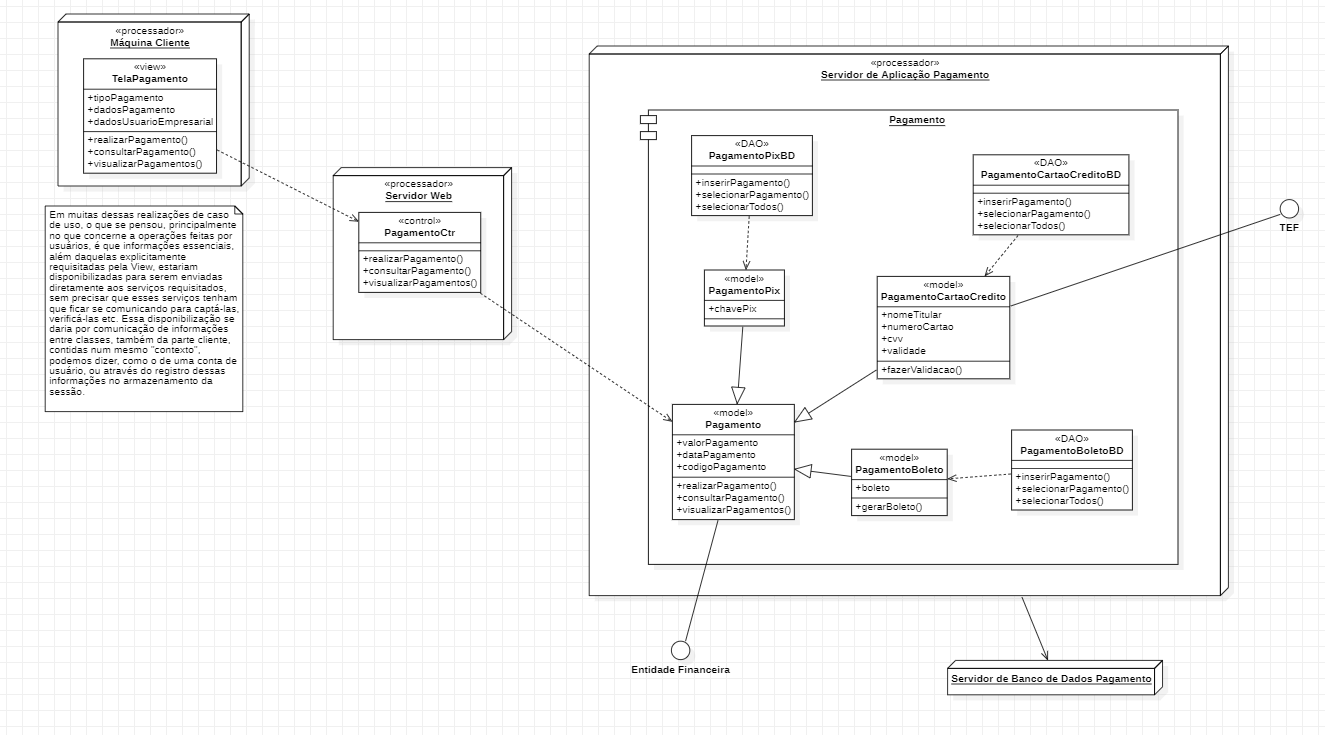 «processador»
Máquina Cliente
«view»
TelaPagamento
+tipoPagamento
+dadosPagamento
+dadosUsuarioEmpresarial
+realizarPagamento()
+consultarPagamento()
+visualizarPagamentos()
Em muitas dessas realizações de caso
de uso, o que se pensou, principalmente
no que concerne a operações feitas por
usuários, é que informações essenciais,
além daquelas explicitamente
requisitadas pela View, estariam
disponibilizadas para serem enviadas
diretamente aos serviços requisitados,
sem precisar que esses serviços tenham
que ficar se comunicando para captá-las,
verificá-las etc. Essa disponibilização se
daria por comunicação de informações
entre classes, também da parte cliente,
contidas num mesmo "contexto",
podemos dizer, como o de uma conta de
usuário, ou através do registro dessas
informações no armazenamento da
sessão.
«processador»
Servidor Web
«control»
PagamentoCtr
+realizarPagamento()
+consultarPagamento()
+visualizarPagamentos()
«processador»
Servidor de Aplicação Pagamento
Pagamento
«DAO»
PagamentoPixBD
+inserirPagamento()
+selecionarPagamento()
+selecionarTodos()
«DAO»
PagamentoCartaoCreditoBD
+inserirPagamento()
+selecionarPagamento()
+selecionarTodos()
TEF
«model»
PagamentoPix
+chavePix
«model»
PagamentoCartaoCredito
+nomeTitular
+numeroCartao
+cvv
+validade
+fazerValidacao()
«model»
Pagamento
+valorPagamento
+dataPagamento
+codigoPagamento
+realizarPagamento()
+consultarPagamento()
+visualizarPagamentos()
«model»
PagamentoBoleto
+boleto
+gerarBoleto()
«DAO»
PagamentoBoletoBD
+inserirPagamento()
+selecionarPagamento()
+selecionarTodos()
Entidade Financeira
Servidor de Banco de Dados Pagamento